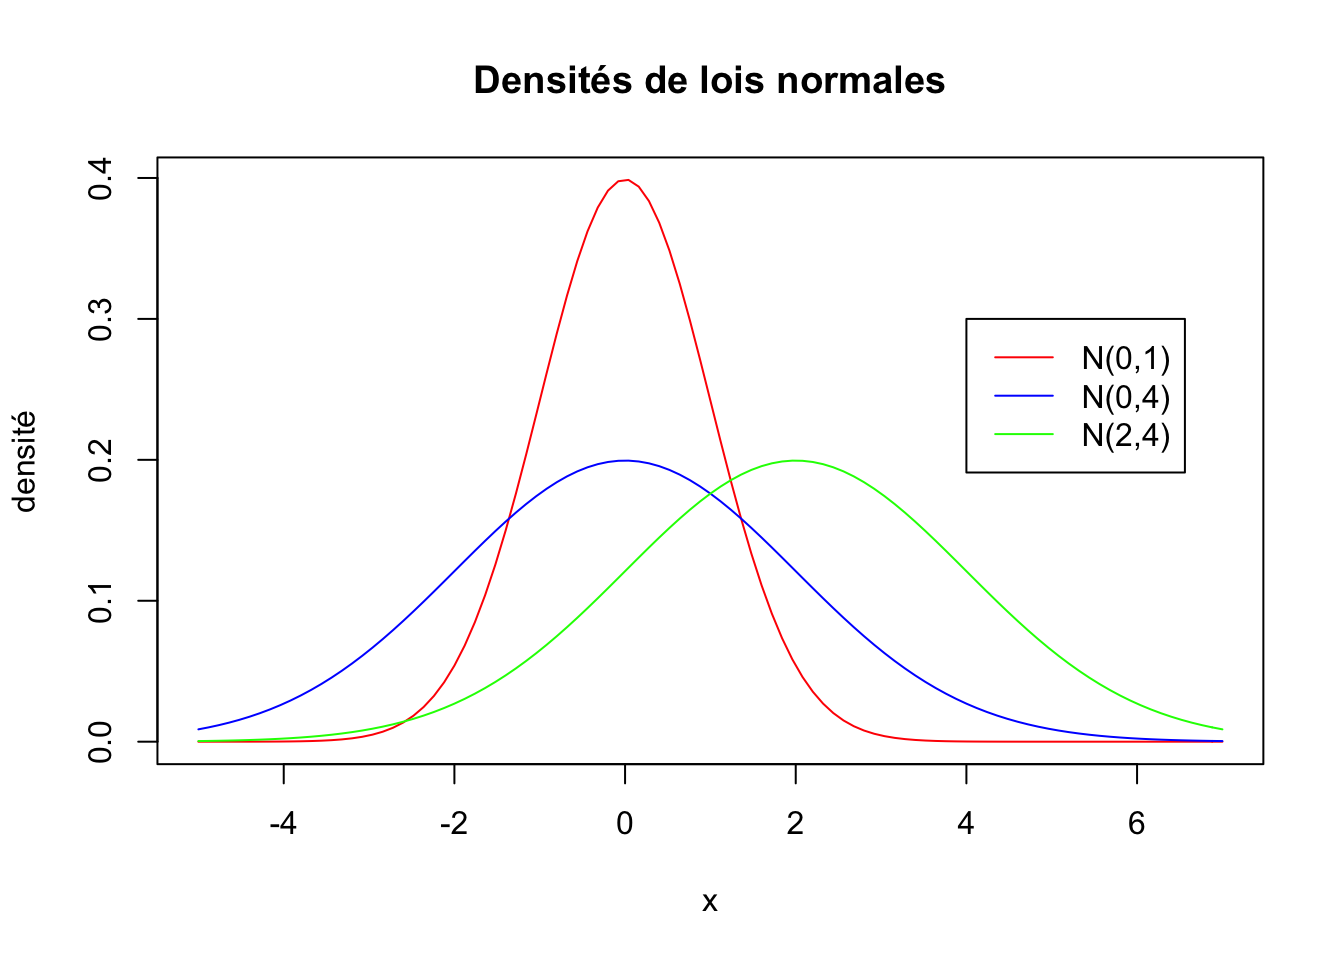 Densités de lois normales
densité
0.4
0.3
0.2
0.1
0.0
N(0,1)
N(0,4)
N(2,4)
-4 -2 0 2 4 6
x